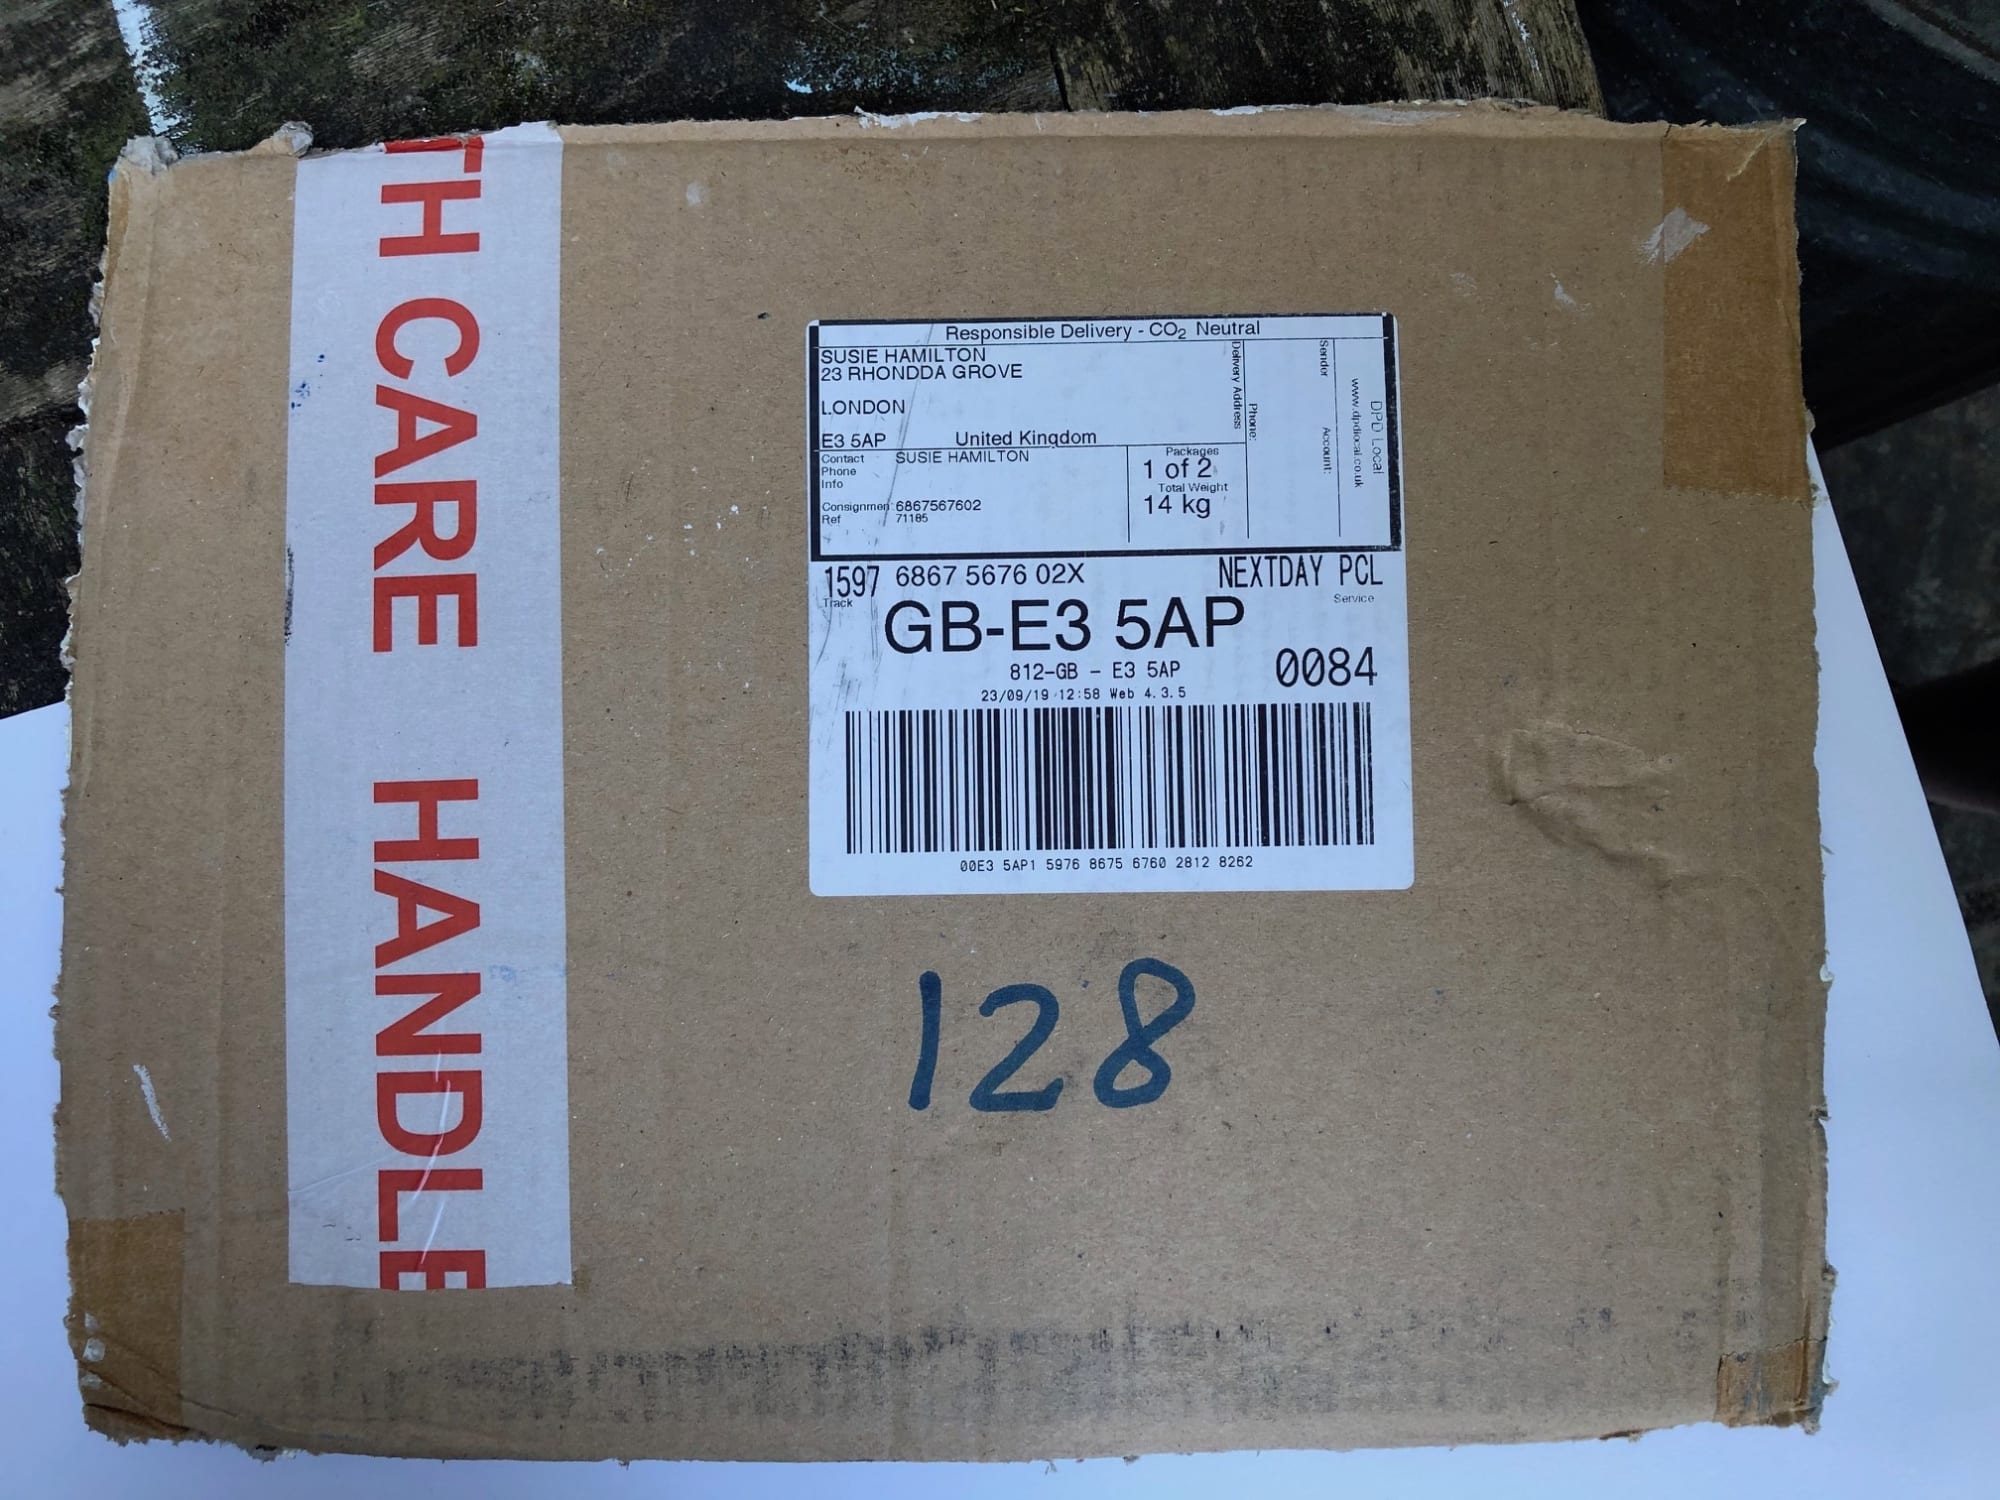 TH CARE HANDLE
Responsible Delivery - CO2 Neutral
SUSIE HAMILTON
23 RHONDDA GROVE
LONDON
E3 5AP United Kingdom
Contact SUSIE HAMILTON
Phone
Info
Consignmen 6867567602
Ref 71185
Packages
1 of 2
Total Weight
14 kg
Delivery Address
Phone:
Sender Account:
www.dpdlocal.co.uk
DPD Local
1597 6867 5676 02X NEXTDAY PCL
Track Service
GB-E3 5AP
812-GB - E3 5AP 0084
23/09/19 12:58 Web 4.3.5
00E3 5AP1 5976 8675 6760 2812 8262
128